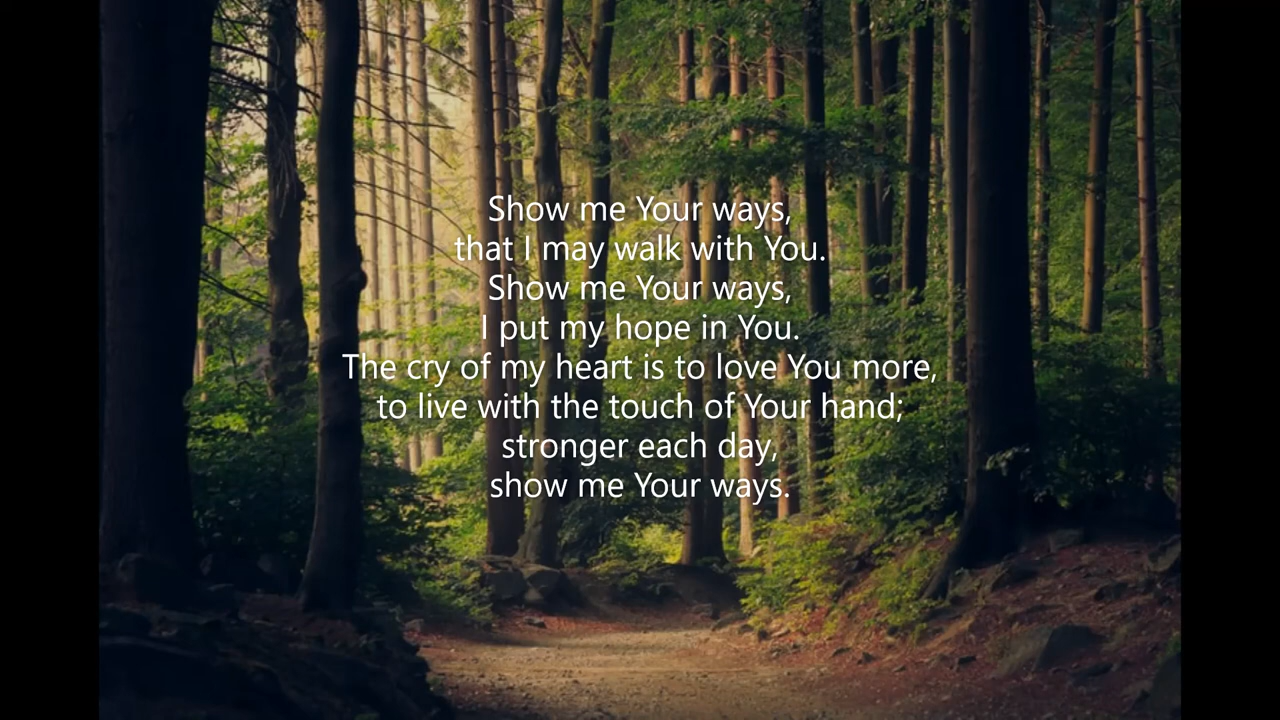 Show me Your ways,
that I may walk with You.
Show me Your ways,
I put my hope in You.
The cry of my heart is to love You more,
to live with the touch of Your hand;
stronger each day,
show me Your ways.